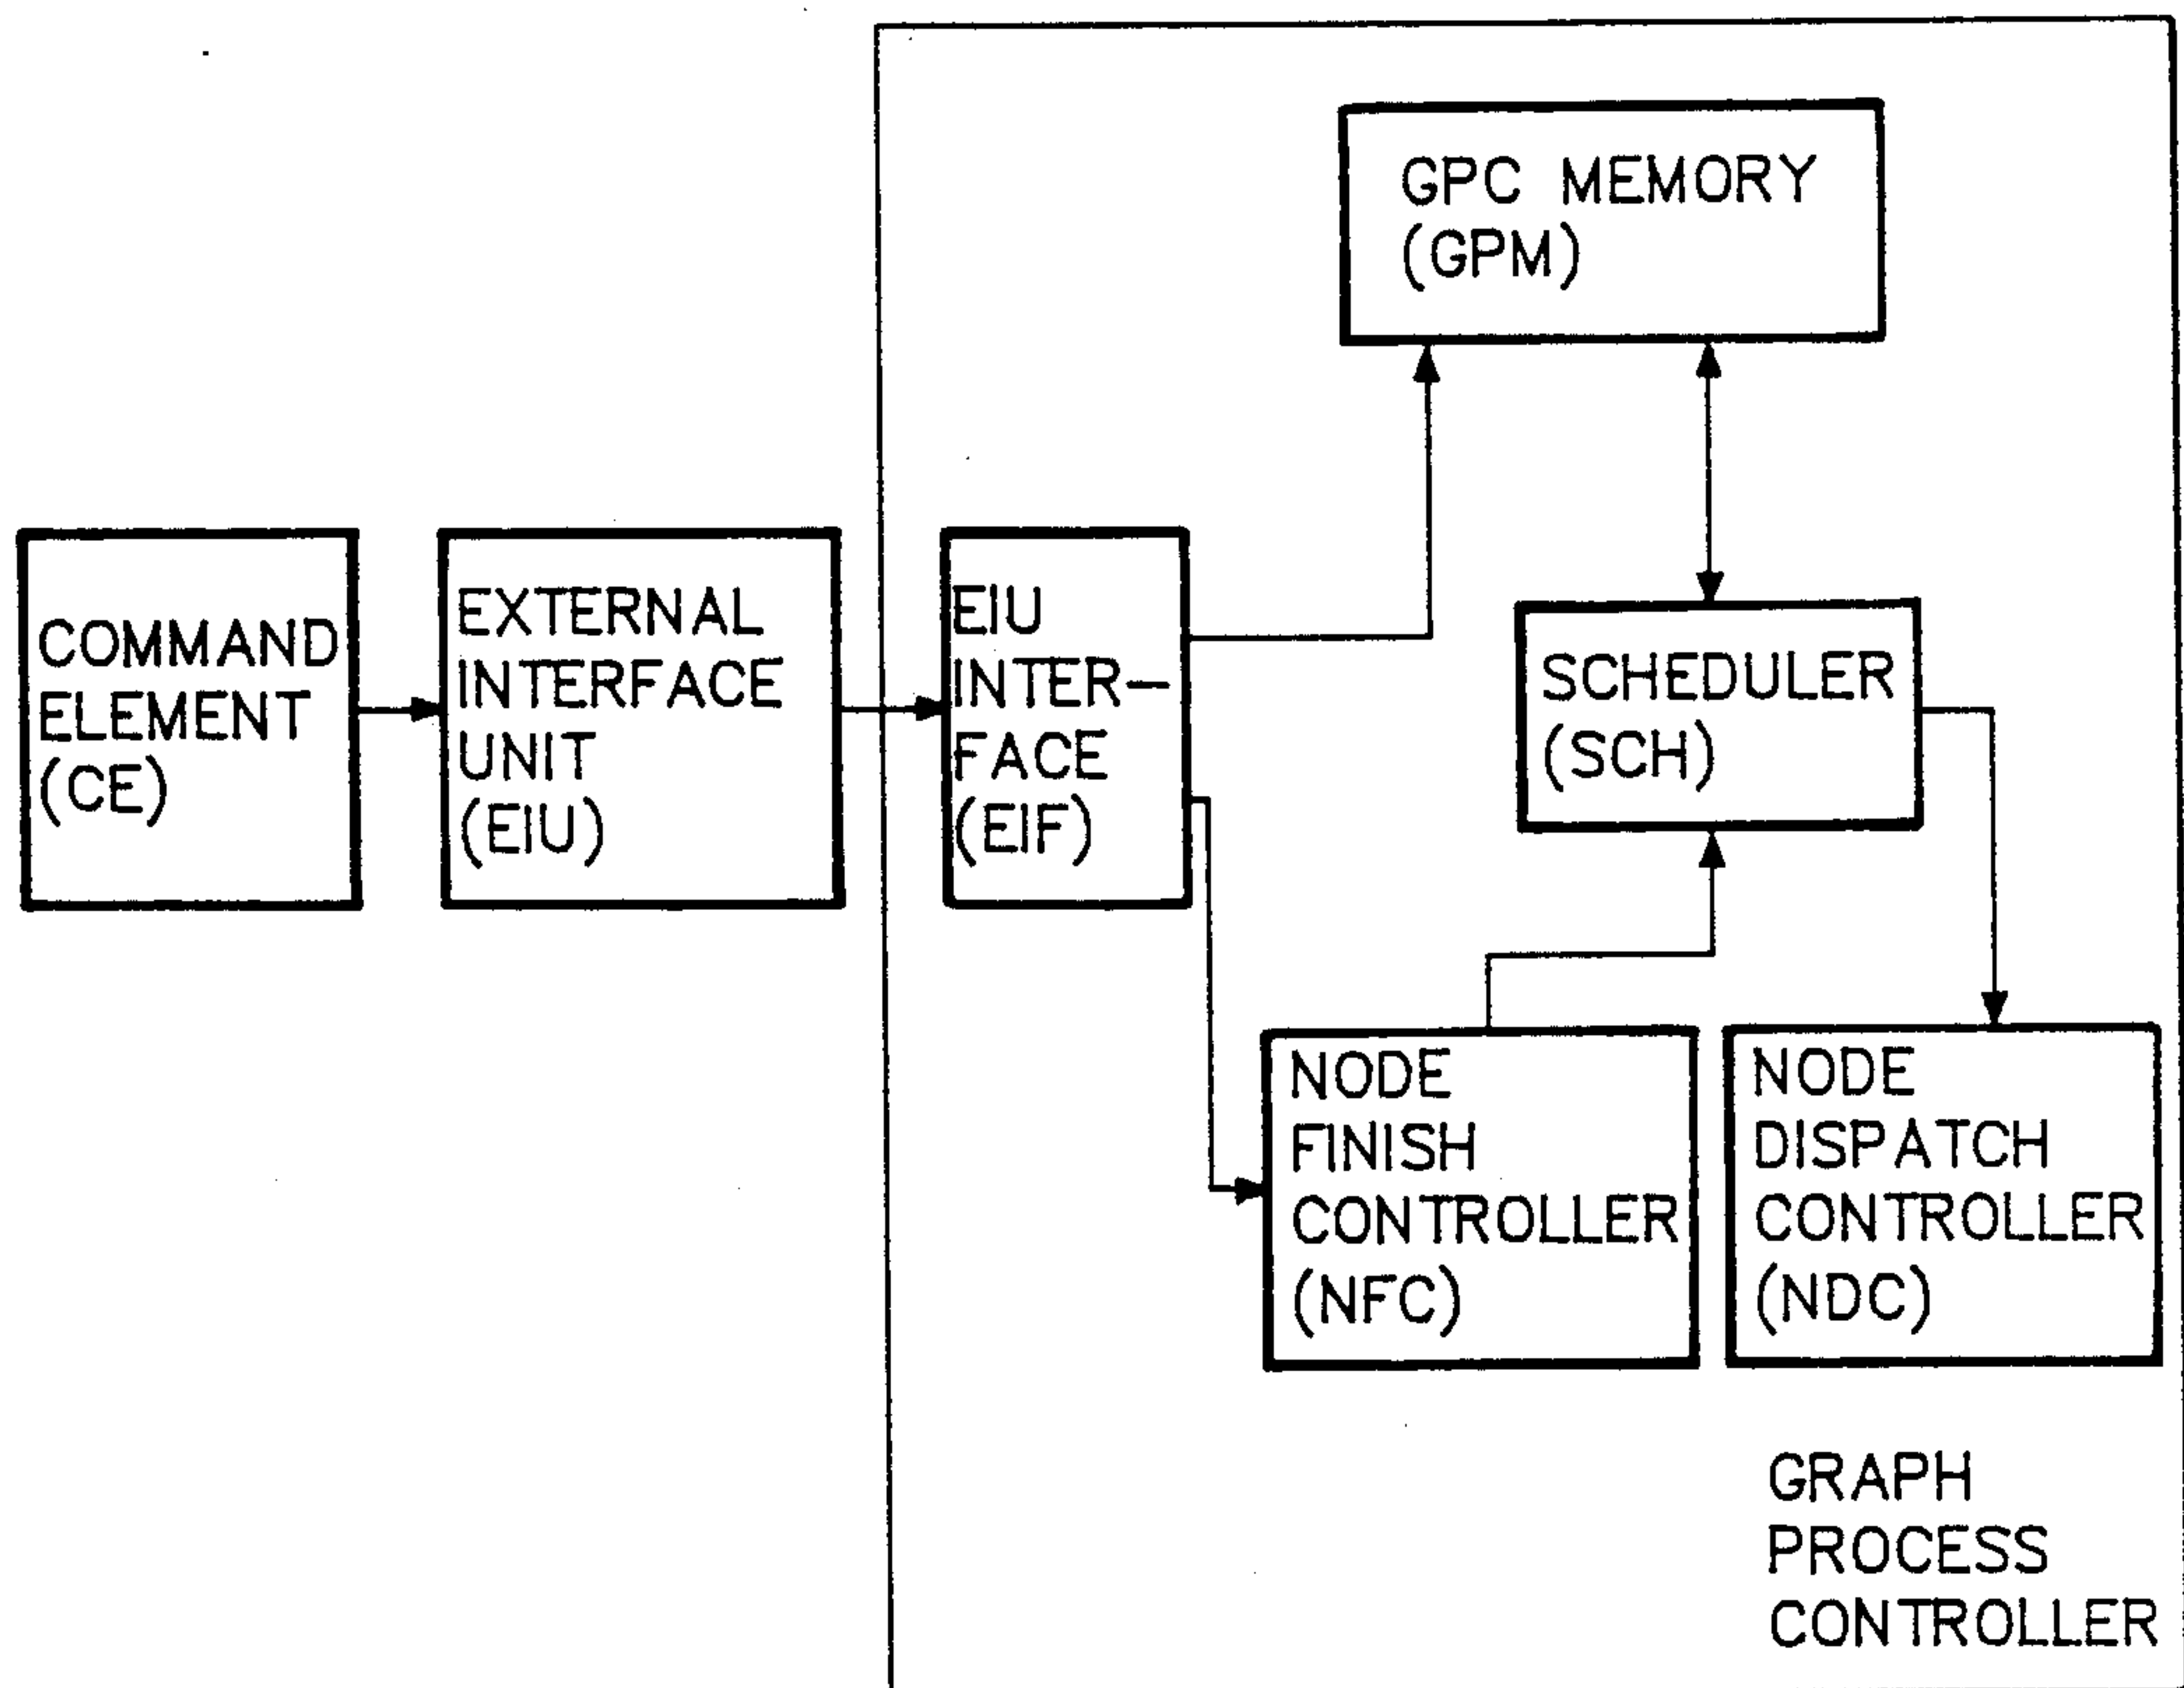 GPC MEMORY
(GPM)
COMMAND
ELEMENT
(CE)
EXTERNAL
INTERFACE
UNIT
(EIU)
EIU
INTER-
FACE
(EIF)
SCHEDULER
(SCH)
NODE
FINISH
CONTROLLER
(NFC)
NODE
DISPATCH
CONTROLLER
(NDC)
GRAPH
PROCESS
CONTROLLER